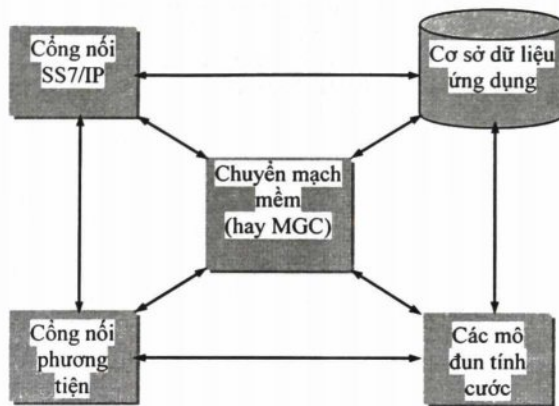 Cổng nối
SS7/IP
Cơ sở dữ liệu
ứng dụng
Chuyển mạch
mềm
(hay MGC)
Cổng nối
phương
tiện
Các mô
đun tính
cước